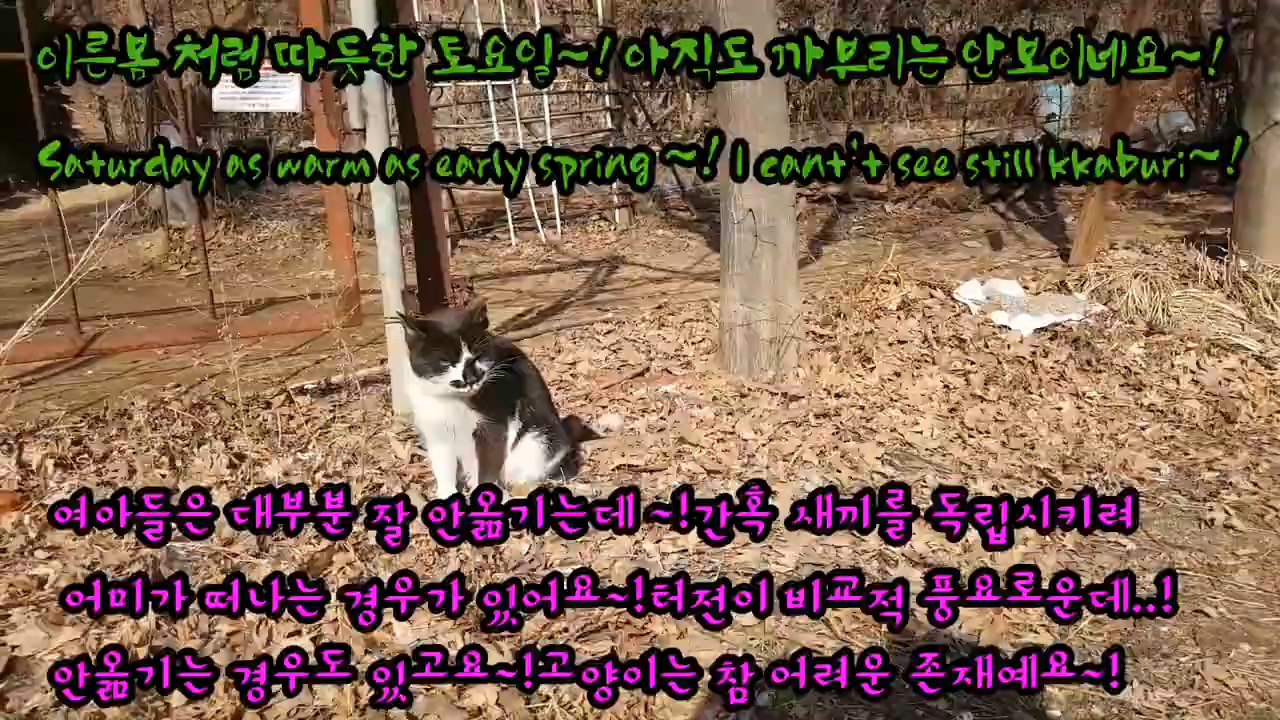 이른봄 처럼 따듯한 토요일~! 아직도 까부리는 안보이네요~!
Saturday as warm as early spring ~! I cant't see still kkaburi~!
여아들은 대부분 잘 안옮기는데 ~!간혹 새끼를 독립시키려
어미가 떠나는 경우가 있어요~!터전이 비교적 풍요로운데..!
안옮기는 경우도 있고요~!고양이는 참 어려운 존재예요~!